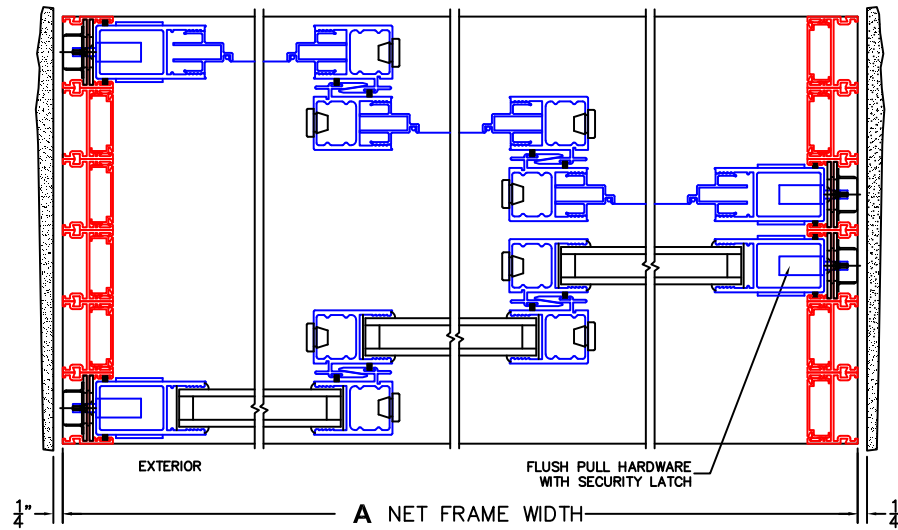 EXTERIOR
FLUSH PULL HARDWARE
WITH SECURITY LATCH
1/4" A NET FRAME WIDTH 1/4